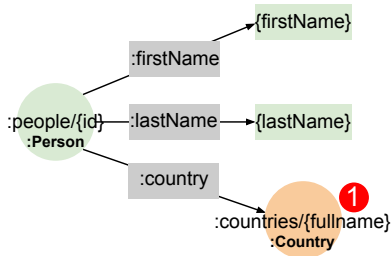 {firstName}
:firstName
:people/{id}
:Person
:lastName
{lastName}
:country
1
:countries/{fullname}
:Country